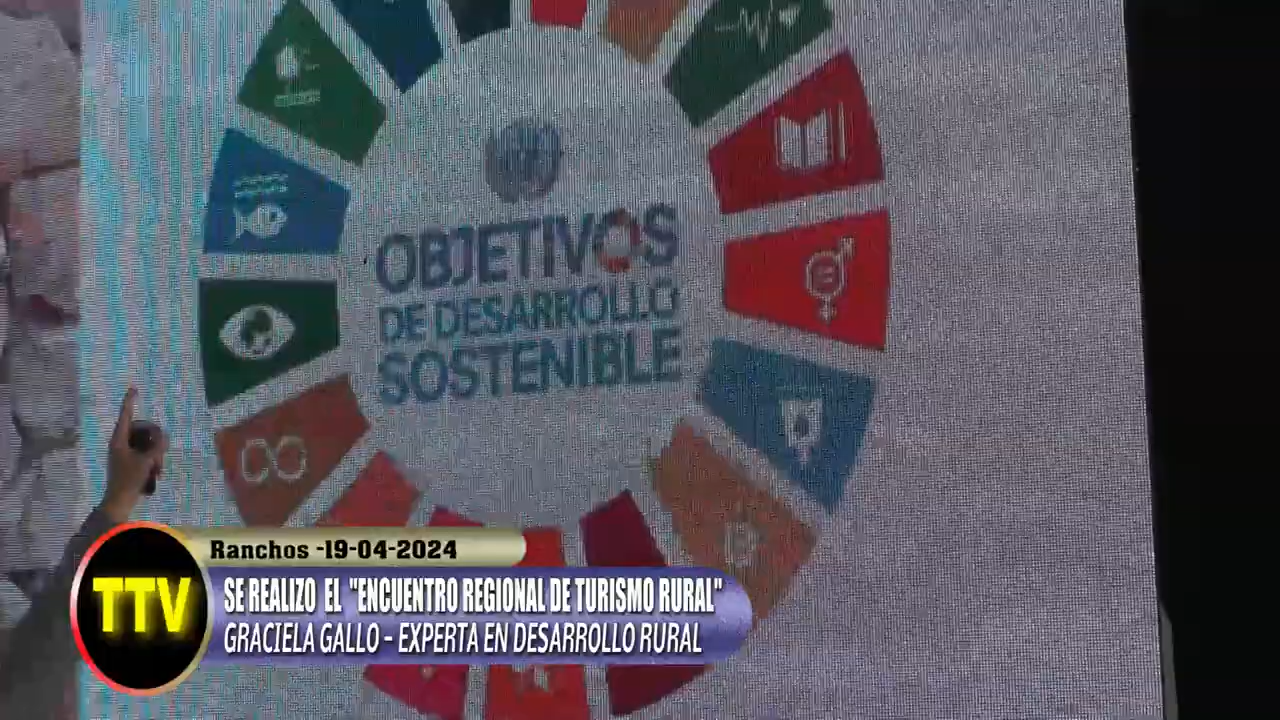 OBJETIVOS
DE DESARROLLO
SOSTENIBLE
Ranchos -19-04-2024
TTV
SE REALIZO EL "ENCUENTRO REGIONAL DE TURISMO RURAL"
GRACIELA GALLO - EXPERTA EN DESARROLLO RURAL